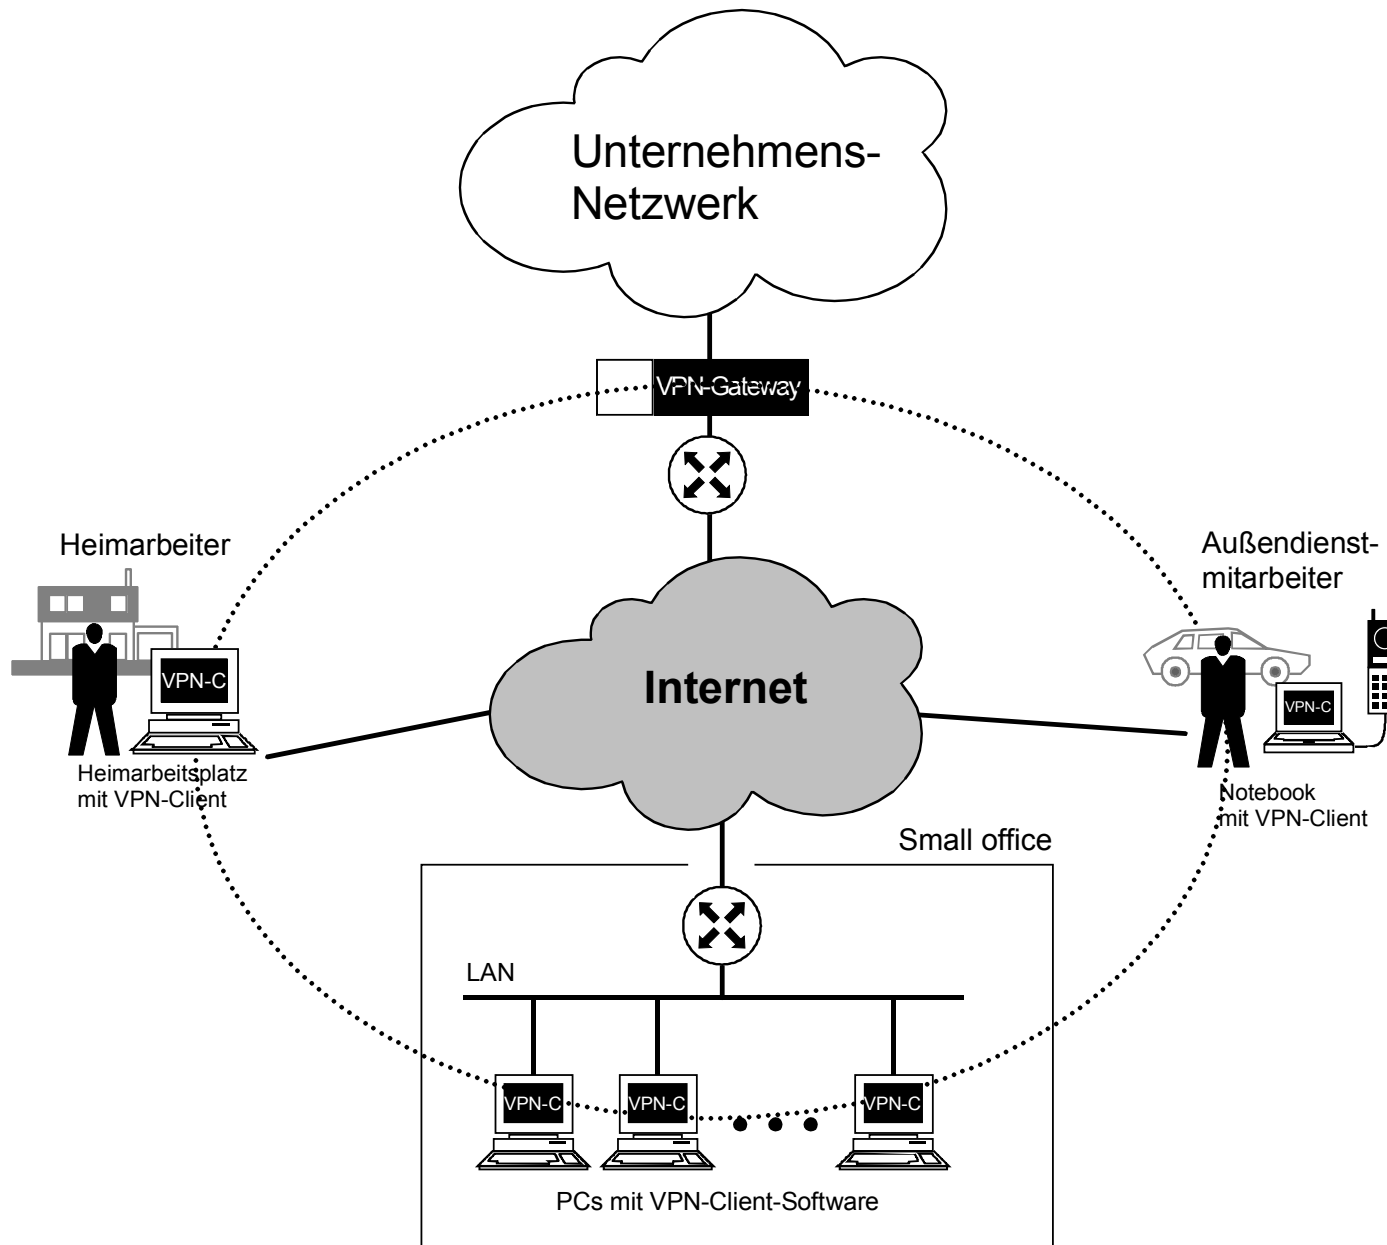 Unternehmens-
Netzwerk
VPN-Gateway
Heimarbeiter
Außendienst-
mitarbeiter
VPN-C
Internet
VPN-C
Heimarbeitsplatz
mit VPN-Client
Notebook
mit VPN-Client
Small office
LAN
VPN-C
VPN-C
VPN-C
PCs mit VPN-Client-Software